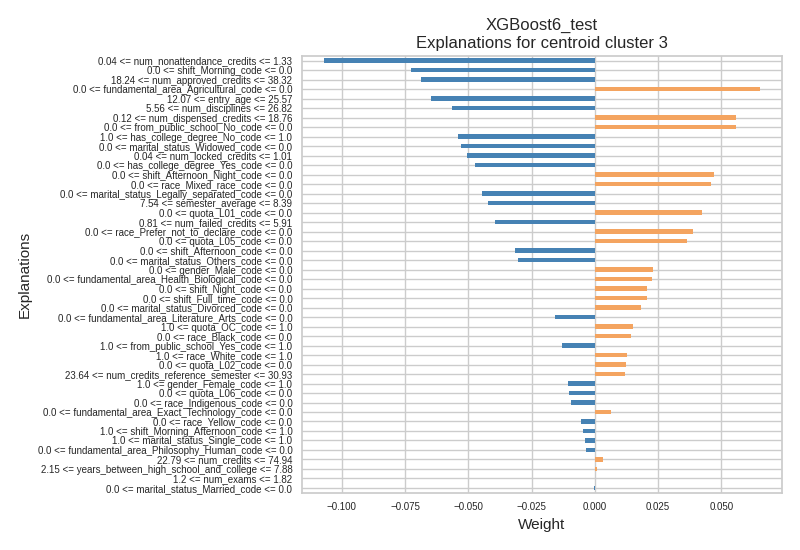 XGBoost6_test
Explanations for centroid cluster 3
0.04 <= num_nonattendance_credits <= 1.33
0.0 <= shift_Morning_code <= 0.0
18.24 <= num_approved_credits <= 38.32
0.0 <= fundamental_area_Agricultural_code <= 0.0
12.07 <= entry_age <= 25.57
5.56 <= num_disciplines <= 26.82
0.12 <= num_dispensed_credits <= 18.76
0.0 <= from_public_school_No_code <= 0.0
1.0 <= has_college_degree_No_code <= 1.0
0.0 <= marital_status_Widowed_code <= 0.0
0.04 <= num_locked_credits <= 1.01
0.0 <= has_college_degree_Yes_code <= 0.0
0.0 <= shift_Afternoon_Night_code <= 0.0
0.0 <= race_Mixed_race_code <= 0.0
0.0 <= marital_status_Legally_separated_code <= 0.0
7.54 <= semester_average <= 8.39
0.0 <= quota_L01_code <= 0.0
0.81 <= num_failed_credits <= 5.91
0.0 <= race_Prefer_not_to_declare_code <= 0.0
0.0 <= quota_L05_code <= 0.0
0.0 <= shift_Afternoon_code <= 0.0
0.0 <= marital_status_Others_code <= 0.0
0.0 <= gender_Male_code <= 0.0
0.0 <= fundamental_area_Health_Biological_code <= 0.0
0.0 <= shift_Night_code <= 0.0
0.0 <= shift_Full_time_code <= 0.0
0.0 <= marital_status_Divorced_code <= 0.0
0.0 <= fundamental_area_Literature_Arts_code <= 0.0
1.0 <= quota_OC_code <= 1.0
0.0 <= race_Black_code <= 0.0
1.0 <= from_public_school_Yes_code <= 1.0
1.0 <= race_White_code <= 1.0
0.0 <= quota_L02_code <= 0.0
23.64 <= num_credits_reference_semester <= 30.93
1.0 <= gender_Female_code <= 1.0
0.0 <= quota_L06_code <= 0.0
0.0 <= race_Indigenous_code <= 0.0
0.0 <= fundamental_area_Exact_Technology_code <= 0.0
0.0 <= race_Yellow_code <= 0.0
1.0 <= shift_Morning_Afternoon_code <= 1.0
1.0 <= marital_status_Single_code <= 1.0
0.0 <= fundamental_area_Philosophy_Human_code <= 0.0
22.79 <= num_credits <= 74.94
2.15 <= years_between_high_school_and_college <= 7.88
1.2 <= num_exams <= 1.82
0.0 <= marital_status_Married_code <= 0.0
Explanations
−0.100 −0.075 −0.050 −0.025 0.000 0.025 0.050
Weight